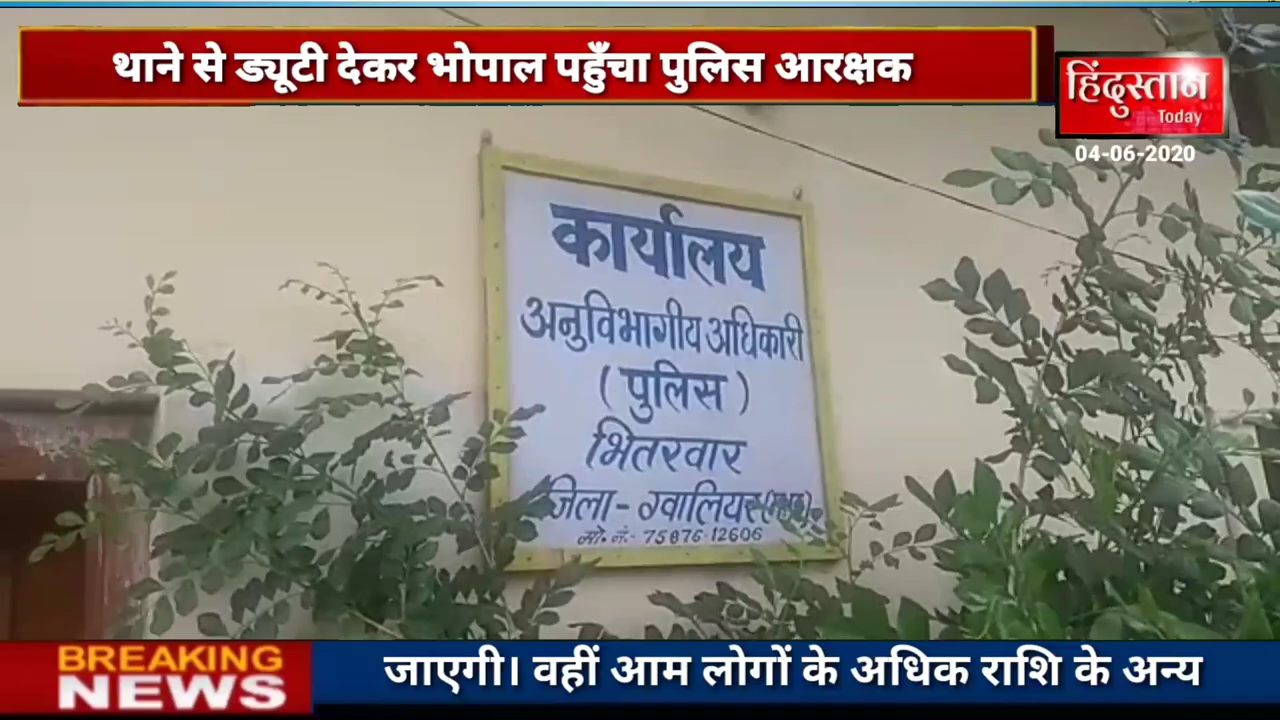 थाने से ड्यूटी देकर भोपाल पहुँचा पुलिस आरक्षक
हिंदुस्तान
Today
04-06-2020
कार्यालय
अनुविभागीय अधिकारी
( पुलिस )
भितरवार
जिला - ग्वालियर
मो. नं.- 75876-12606
BREAKING
NEWS
जाएगी। वहीं आम लोगों के अधिक राशि के अन्य